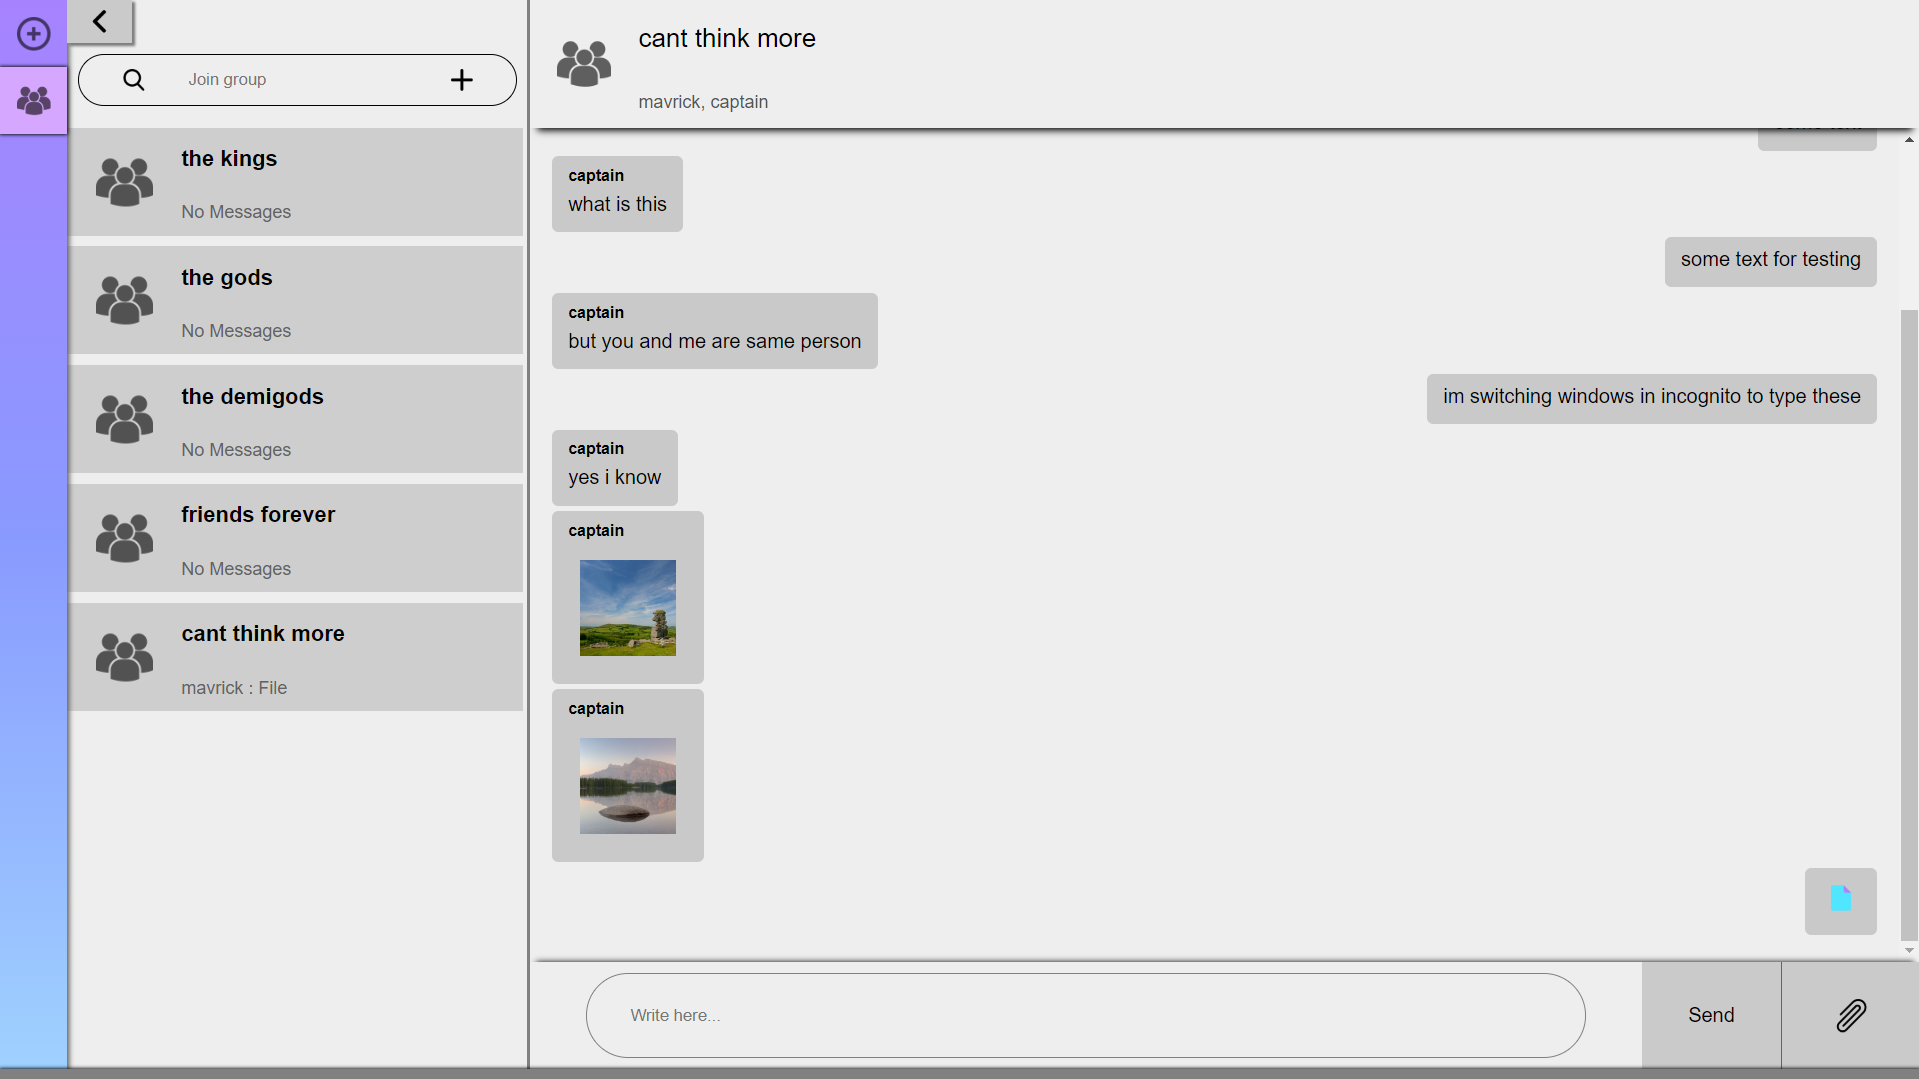 Join group
the kings
No Messages
the gods
No Messages
the demigods
No Messages
friends forever
No Messages
cant think more
mavrick : File
cant think more
mavrick, captain
captain
what is this
some text for testing
captain
but you and me are same person
im switching windows in incognito to type these
captain
yes i know
captain
captain
Write here...
Send